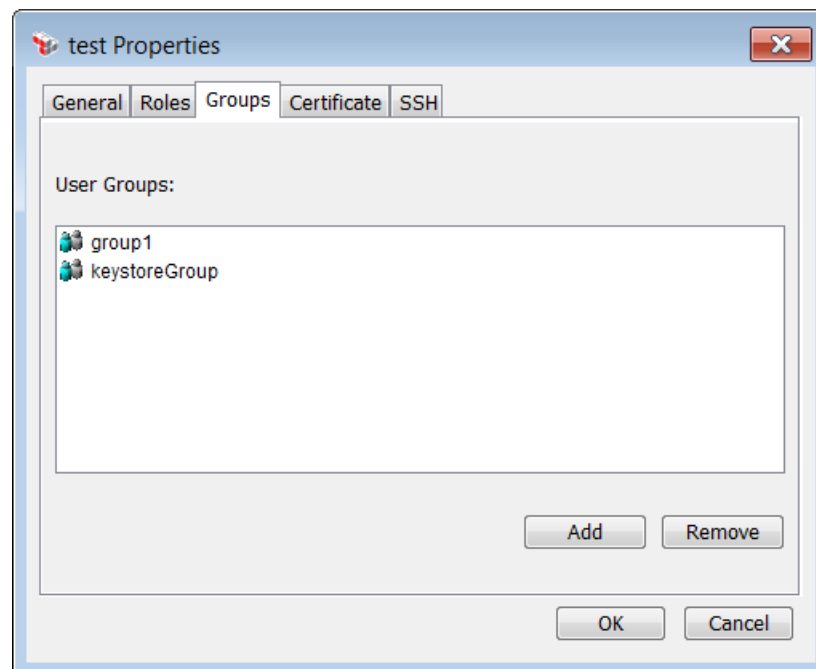 test Properties
General Roles Groups Certificate SSH
User Groups:
group1
keystoreGroup
Add Remove
OK Cancel